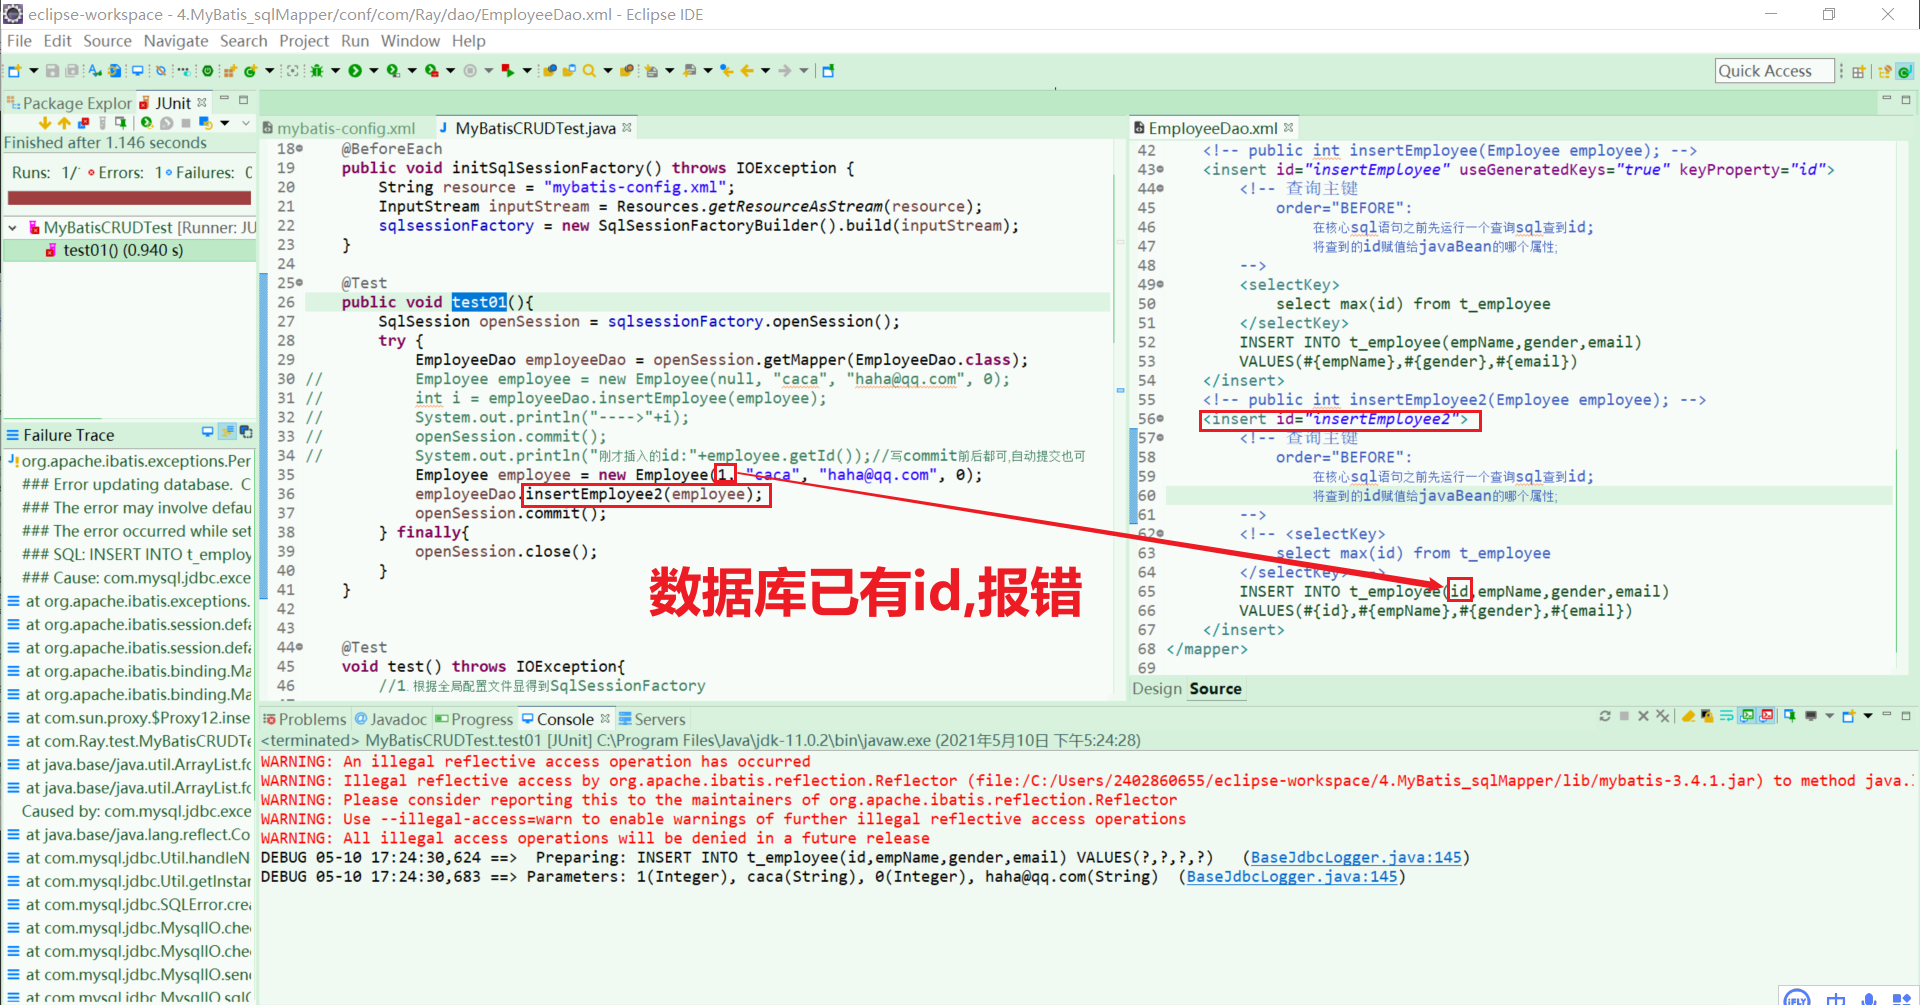 eclipse-workspace - 4.MyBatis_sqlMapper/conf/com/Ray/dao/EmployeeDao.xml - Eclipse IDE
File Edit Source Navigate Search Project Run Window Help
Quick Access
Package Explor
JUnit
Finished after 1.146 seconds
Runs: 1/ Errors: 1 Failures: 0
MyBatisCRUDTest [Runner: JU
test01() (0.940 s)
Failure Trace
org.apache.ibatis.exceptions.Per
### Error updating database. C
### The error may involve defau
### The error occurred while set
### SQL: INSERT INTO t_employ
### Cause: com.mysql.jdbc.exce
at org.apache.ibatis.exceptions.
at org.apache.ibatis.session.defa
at org.apache.ibatis.session.defa
at org.apache.ibatis.binding.Ma
at org.apache.ibatis.binding.Ma
at com.sun.proxy.$Proxy12.inse
at com.Ray.test.MyBatisCRUDTe
at java.base/java.util.ArrayList.fo
at java.base/java.util.ArrayList.fo
Caused by: com.mysql.jdbc.exce
at java.base/java.lang.reflect.Co
at com.mysql.jdbc.Util.handleN
at com.mysql.jdbc.Util.getInstar
at com.mysql.jdbc.SQLError.crea
at com.mysql.jdbc.MysqlIO.che
at com.mysql.jdbc.MysqlIO.che
at com.mysql.jdbc.MysqlIO.sen
at com.mysql.jdbc.MysqlIO.sqlQ
mybatis-config.xml
MyBatisCRUDTest.java
18 @BeforeEach
19 public void initSqlSessionFactory() throws IOException {
20 String resource = "mybatis-config.xml";
21 InputStream inputStream = Resources.getResourceAsStream(resource);
22 sqlsessionFactory = new SqlSessionFactoryBuilder().build(inputStream);
23 }
24
25 @Test
26 public void test01(){
27 SqlSession openSession = sqlsessionFactory.openSession();
28 try {
29 EmployeeDao employeeDao = openSession.getMapper(EmployeeDao.class);
30 // Employee employee = new Employee(null, "caca", "haha@qq.com", 0);
31 // int i = employeeDao.insertEmployee(employee);
32 // System.out.println("---->"+i);
33 // openSession.commit();
34 // System.out.println("刚才插入的id:"+employee.getId());//写commit前后都可,自动提交也可
35 Employee employee = new Employee(1, "caca", "haha@qq.com", 0);
36 employeeDao.insertEmployee2(employee);
37 openSession.commit();
38 } finally{
39 openSession.close();
40 }
41 }
42
43
44 @Test
45 void test() throws IOException{
46 //1.根据全局配置文件显得到SqlSessionFactory
数据库已有id,报错
EmployeeDao.xml
42 <!-- public int insertEmployee(Employee employee); -->
43 <insert id="insertEmployee" useGeneratedKeys="true" keyProperty="id">
44 <!-- 查询主键
45 order="BEFORE":
46 在核心sql语句之前先运行一个查询sql查到id;
47 将查到的id赋值给javaBean的哪个属性;
48 -->
49 <selectKey>
50 select max(id) from t_employee
51 </selectKey>
52 INSERT INTO t_employee(empName,gender,email)
53 VALUES(#{empName},#{gender},#{email})
54 </insert>
55 <!-- public int insertEmployee2(Employee employee); -->
56 <insert id="insertEmployee2">
57 <!-- 查询主键
58 order="BEFORE":
59 在核心sql语句之前先运行一个查询sql查到id;
60 将查到的id赋值给javaBean的哪个属性;
61 -->
62 <!-- <selectKey>
63 select max(id) from t_employee
64 </selectKey>
65 INSERT INTO t_employee(id,empName,gender,email)
66 VALUES(#{id},#{empName},#{gender},#{email})
67 </insert>
68 </mapper>
69
Design Source
Problems Javadoc Progress Console Servers
<terminated> MyBatisCRUDTest.test01 [JUnit] C:\Program Files\Java\jdk-11.0.2\bin\javaw.exe (2021年5月10日 下午5:24:28)
WARNING: An illegal reflective access operation has occurred
WARNING: Illegal reflective access by org.apache.ibatis.reflection.Reflector (file:/C:/Users/2402860655/eclipse-workspace/4.MyBatis_sqlMapper/lib/mybatis-3.4.1.jar) to method java.
WARNING: Please consider reporting this to the maintainers of org.apache.ibatis.reflection.Reflector
WARNING: Use --illegal-access=warn to enable warnings of further illegal reflective access operations
WARNING: All illegal access operations will be denied in a future release
DEBUG 05-10 17:24:30,624 ==> Preparing: INSERT INTO t_employee(id,empName,gender,email) VALUES(?,?,?,?) (BaseJdbcLogger.java:145)
DEBUG 05-10 17:24:30,683 ==> Parameters: 1(Integer), caca(String), 0(Integer), haha@qq.com(String) (BaseJdbcLogger.java:145)
iFLY 中